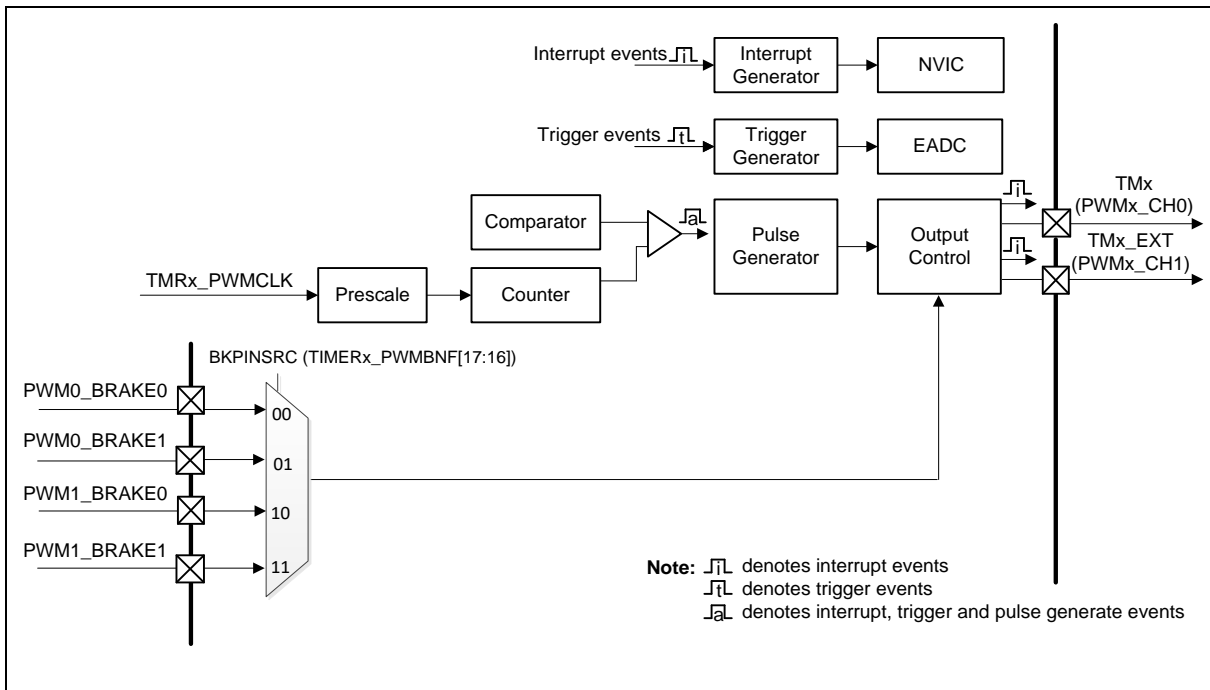 Interrupt events
i
Interrupt
Generator
NVIC
Trigger events
t
Trigger
Generator
EADC
Comparator
a
Pulse
Generator
Output
Control
i
i
TMx
(PWMx_CH0)
TMx_EXT
(PWMx_CH1)
TMRx_PWMCLK
Prescale
Counter
BKPINSRC (TIMERx_PWMBNF[17:16])
PWM0_BRAKE0
00
PWM0_BRAKE1
01
PWM1_BRAKE0
10
PWM1_BRAKE1
11
Note: i denotes interrupt events
t denotes trigger events
a denotes interrupt, trigger and pulse generate events